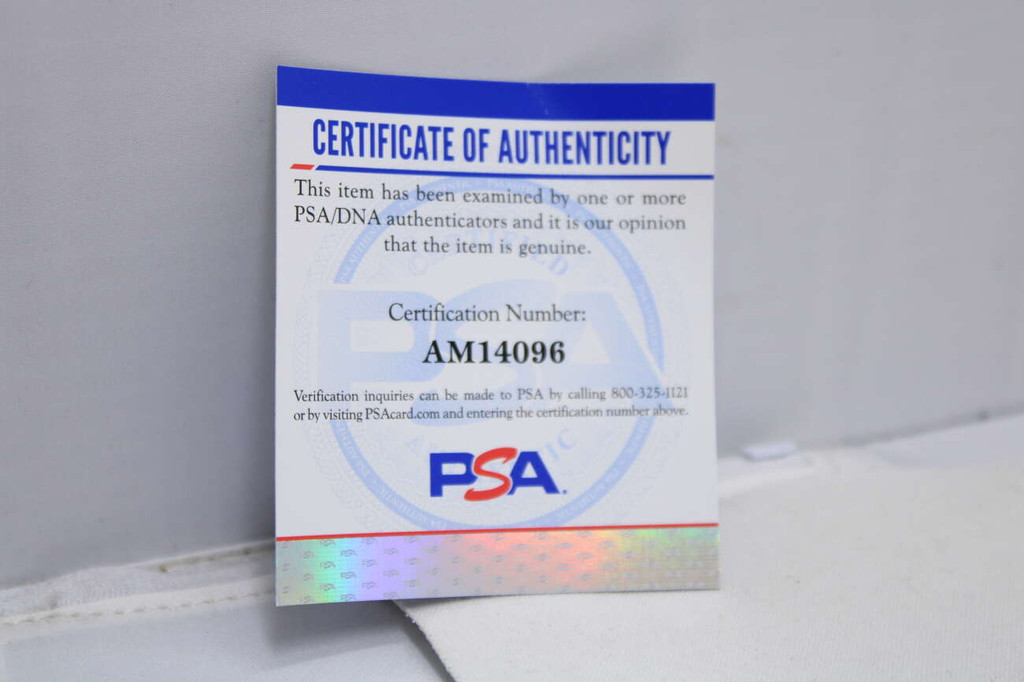 CERTIFICATE OF AUTHENTICITY
This item has been examined by one or more
PSA/DNA authenticators and it is our opinion
that the item is genuine.
CERTIFIED
PSA
Certification Number:
AM14096
Verification inquiries can be made to PSA by calling 800-325-1121
or by visiting PSAcard.com and entering the certification number above.
PSA.